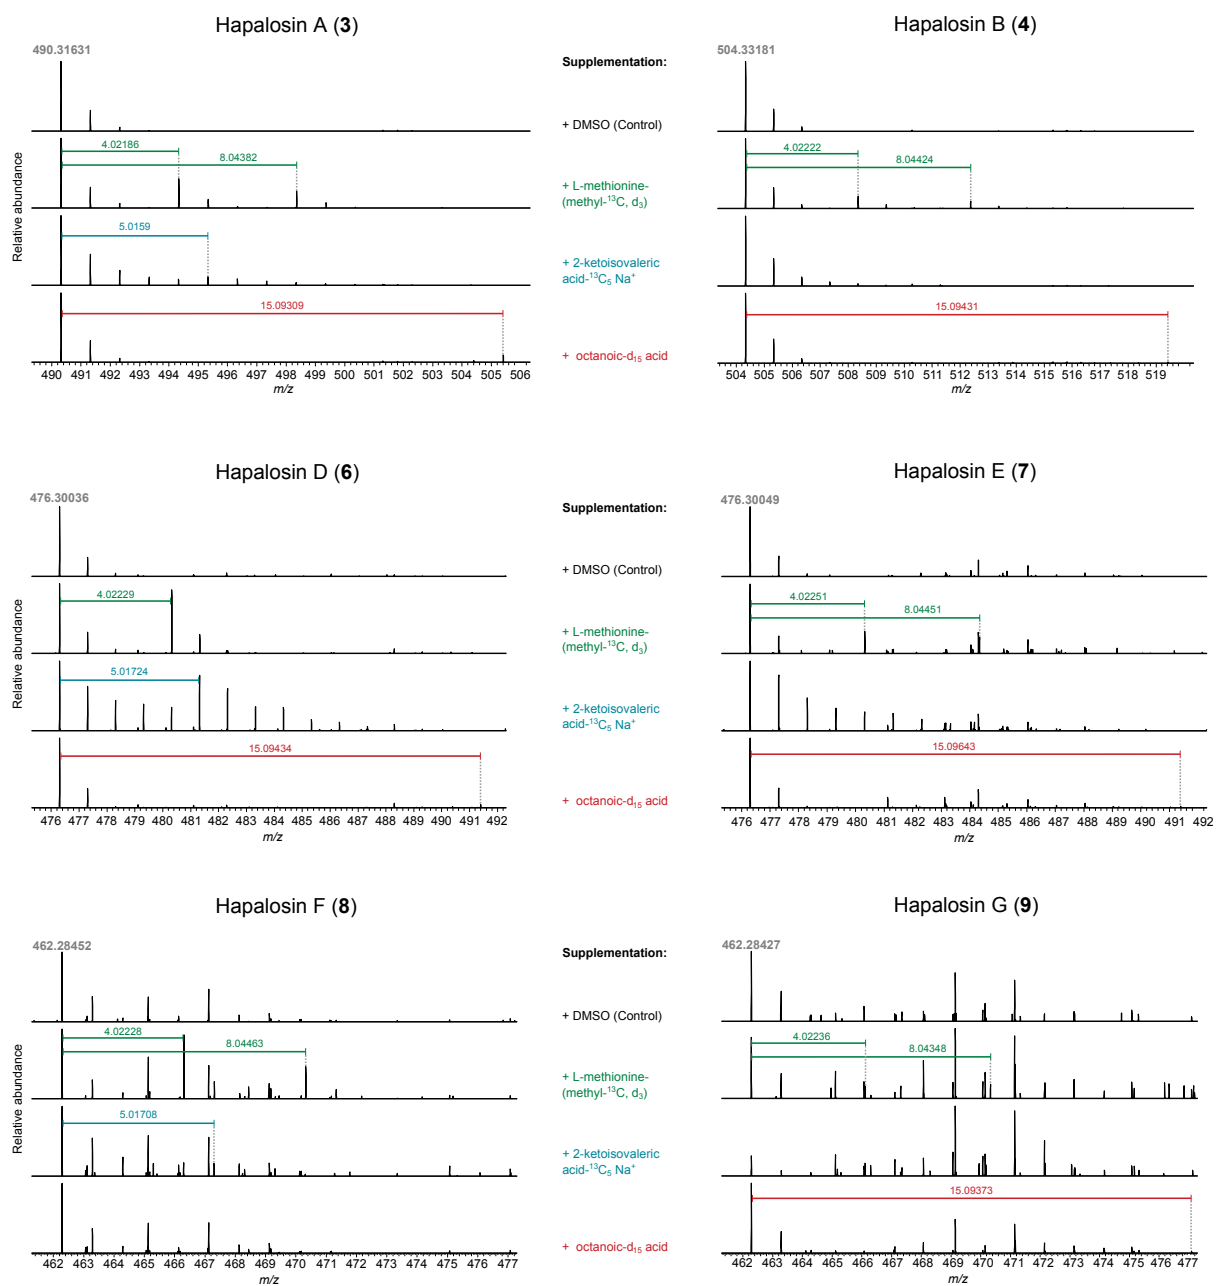 Hapalosin A (3)
490.31631
4.02186
8.04382
5.0159
15.09309
Relative abundance
490 491 492 493 494 495 496 497 498 499 500 501 502 503 504 505 506
m/z
Supplementation:
+ DMSO (Control)
+ L-methionine-
(methyl-¹³C, d₃)
+ 2-ketoisovaleric
acid-¹³C₅ Na⁺
+ octanoic-d₁₅ acid
Hapalosin B (4)
504.33181
4.02222
8.04424
15.09431
504 505 506 507 508 509 510 511 512 513 514 515 516 517 518 519
m/z
Hapalosin D (6)
476.30036
4.02229
5.01724
15.09434
Relative abundance
476 477 478 479 480 481 482 483 484 485 486 487 488 489 490 491 492
m/z
Supplementation:
+ DMSO (Control)
+ L-methionine-
(methyl-¹³C, d₃)
+ 2-ketoisovaleric
acid-¹³C₅ Na⁺
+ octanoic-d₁₅ acid
Hapalosin E (7)
476.30049
4.02251
8.04451
15.09643
476 477 478 479 480 481 482 483 484 485 486 487 488 489 490 491 492
m/z
Hapalosin F (8)
462.28452
4.02228
8.04463
5.01708
Relative abundance
462 463 464 465 466 467 468 469 470 471 472 473 474 475 476 477
m/z
Supplementation:
+ DMSO (Control)
+ L-methionine-
(methyl-¹³C, d₃)
+ 2-ketoisovaleric
acid-¹³C₅ Na⁺
+ octanoic-d₁₅ acid
Hapalosin G (9)
462.28427
4.02236
8.04348
15.09373
462 463 464 465 466 467 468 469 470 471 472 473 474 475 476 477
m/z